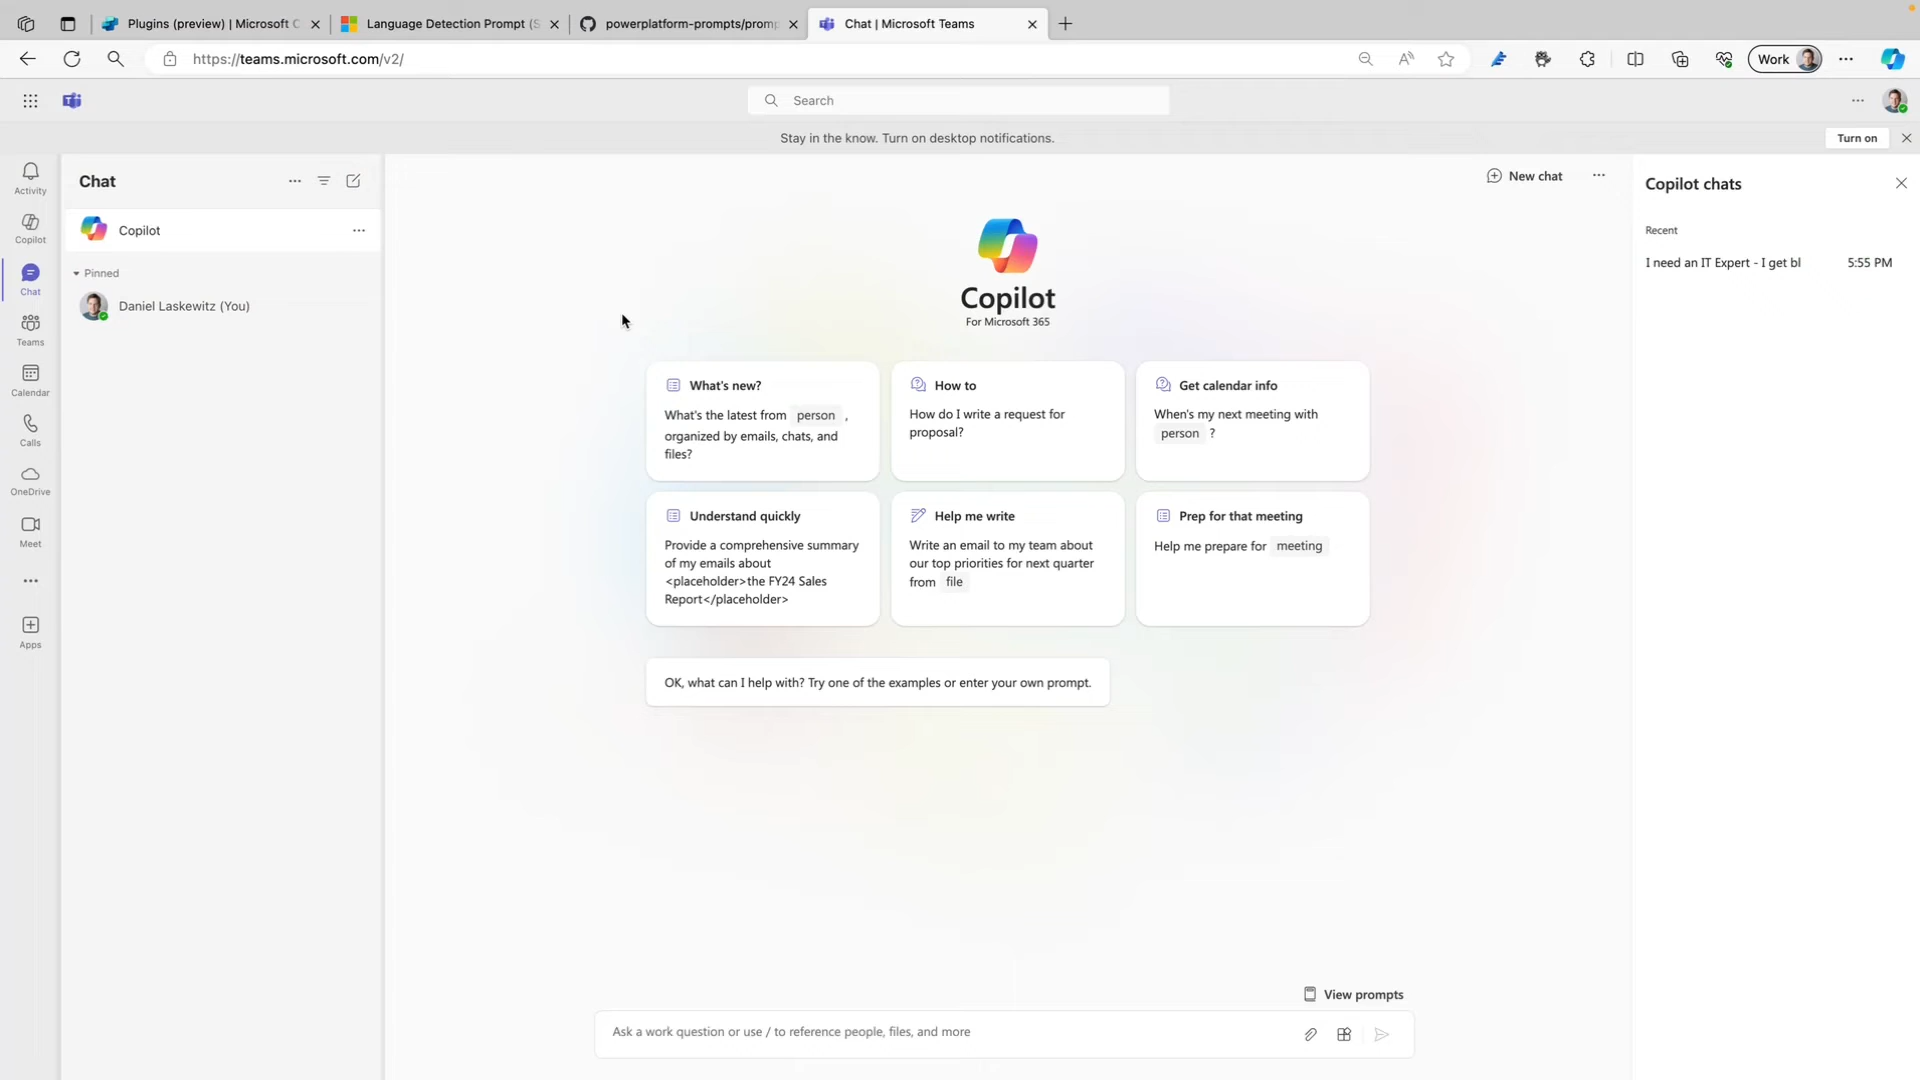 Plugins (preview) | Microsoft C
Language Detection Prompt (S
powerplatform-prompts/promp
Chat | Microsoft Teams
https://teams.microsoft.com/v2/
Work
Search
Stay in the know. Turn on desktop notifications.
Turn on
Activity
Copilot
Chat
Teams
Calendar
Calls
OneDrive
Meet
Apps
Chat
Copilot
Pinned
Daniel Laskewitz (You)
New chat
Copilot
For Microsoft 365
What's new?
What's the latest from person ,
organized by emails, chats, and
files?
How to
How do I write a request for
proposal?
Get calendar info
When's my next meeting with
person ?
Understand quickly
Provide a comprehensive summary
of my emails about
<placeholder>the FY24 Sales
Report</placeholder>
Help me write
Write an email to my team about
our top priorities for next quarter
from file
Prep for that meeting
Help me prepare for meeting
OK, what can I help with? Try one of the examples or enter your own prompt.
View prompts
Ask a work question or use / to reference people, files, and more
Copilot chats
Recent
I need an IT Expert - I get bl 5:55 PM